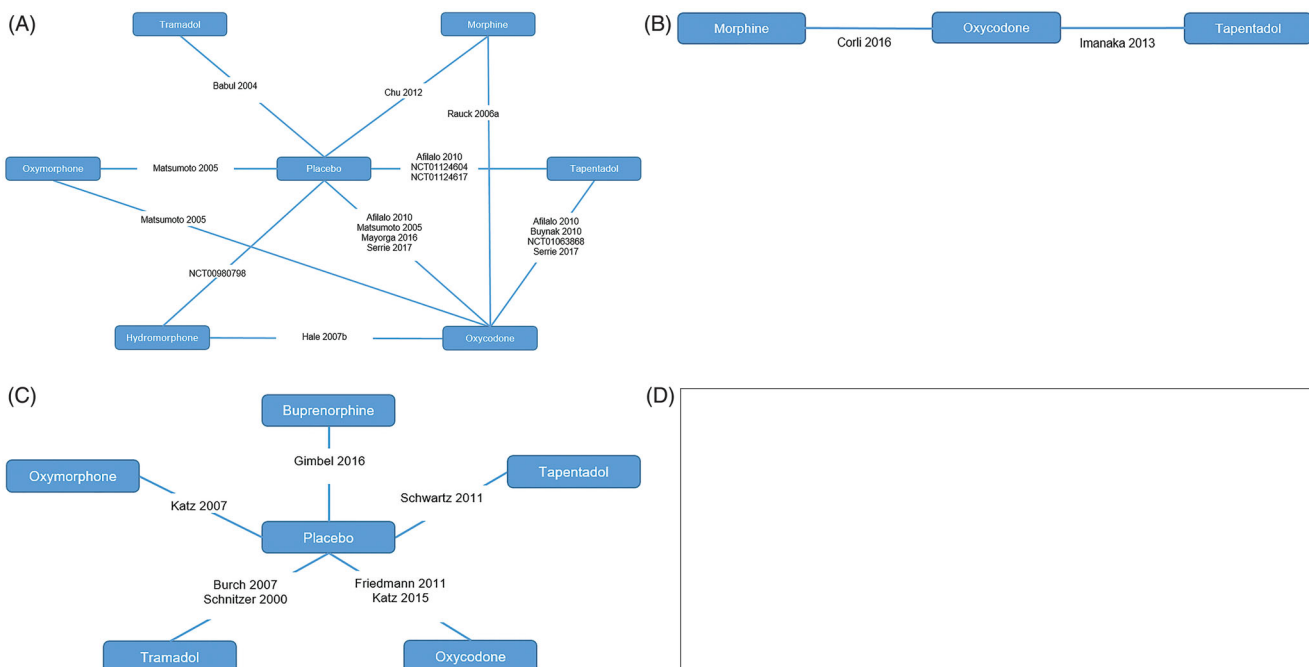 (A)
Tramadol
Morphine
Babul 2004
Chu 2012
Rauck 2006a
Oxymorphone
Matsumoto 2005
Placebo
Afilalo 2010
NCT01124604
NCT01124617
Tapentadol
Matsumoto 2005
Afilalo 2010
Matsumoto 2005
Mayorga 2016
Serrie 2017
Afilalo 2010
Buynak 2010
NCT01063868
Serrie 2017
NCT00980798
Hydromorphone
Hale 2007b
Oxycodone
(B)
Morphine
Corli 2016
Oxycodone
Imanaka 2013
Tapentadol
(C)
Buprenorphine
Gimbel 2016
Oxymorphone
Katz 2007
Tapentadol
Schwartz 2011
Placebo
Burch 2007
Schnitzer 2000
Friedmann 2011
Katz 2015
Tramadol
Oxycodone
(D)